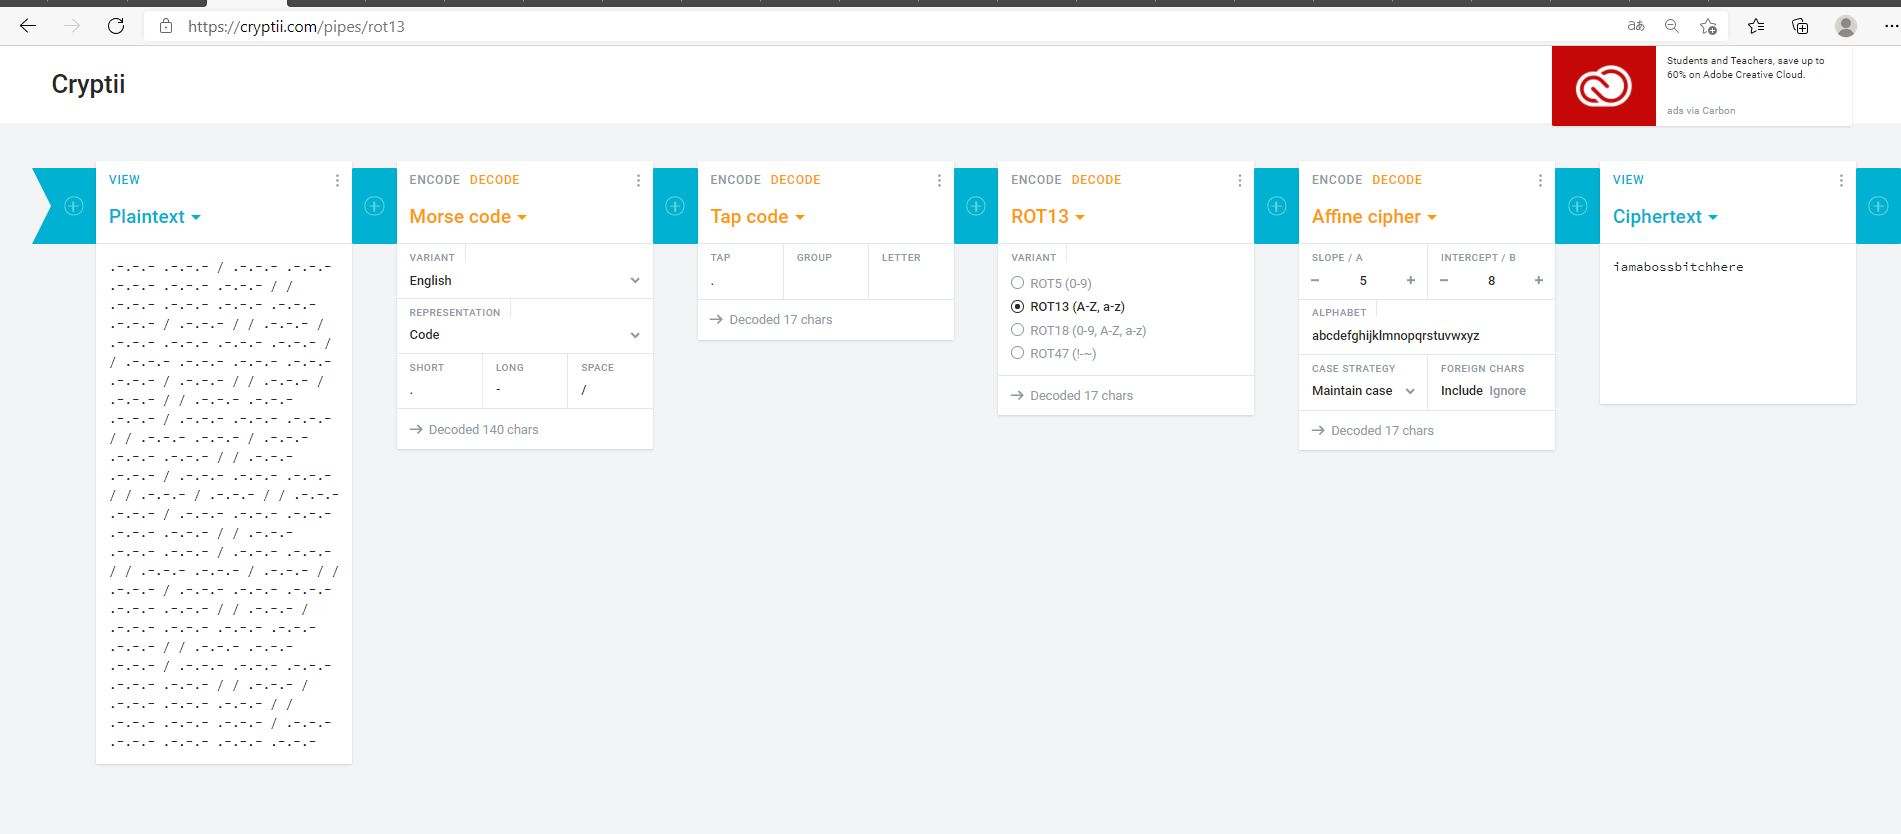 https://cryptii.com/pipes/rot13
Cryptii
Students and Teachers, save up to
60% on Adobe Creative Cloud.
ads via Carbon
VIEW
Plaintext
.-.-.- .-.-.- / .-.-.- .-.-.-
.-.-.- .-.-.- .-.-.- / /
.-.-.- .-.-.- .-.-.- .-.-.-
.-.-.- / .-.-.- / / .-.-.- /
.-.-.- .-.-.- .-.-.- .-.-.- /
/ .-.-.- .-.-.- .-.-.- .-.-.-
.-.-.- / .-.-.- / / .-.-.- /
.-.-.- / / .-.-.- .-.-.-
.-.-.- / .-.-.- .-.-.- .-.-.-
/ / .-.-.- .-.-.- / .-.-.-
.-.-.- .-.-.- / / .-.-.-
.-.-.- / .-.-.- .-.-.- .-.-.-
/ / .-.-.- / .-.-.- / / .-.-.-
.-.-.- / .-.-.- .-.-.- .-.-.-
.-.-.- .-.-.- / / .-.-.-
.-.-.- .-.-.- / .-.-.- .-.-.-
/ / .-.-.- .-.-.- / .-.-.- / /
.-.-.- / .-.-.- .-.-.- .-.-.-
.-.-.- .-.-.- / / .-.-.- /
.-.-.- .-.-.- .-.-.- .-.-.-
.-.-.- / / .-.-.- .-.-.-
.-.-.- / .-.-.- .-.-.- .-.-.-
.-.-.- .-.-.- / / .-.-.- /
.-.-.- .-.-.- .-.-.- / /
.-.-.- .-.-.- .-.-.- / .-.-.-
.-.-.- .-.-.- .-.-.- .-.-.-
ENCODE DECODE
Morse code
VARIANT
English
REPRESENTATION
Code
SHORT LONG SPACE
. - /
→ Decoded 140 chars
ENCODE DECODE
Tap code
TAP GROUP LETTER
.
→ Decoded 17 chars
ENCODE DECODE
ROT13
VARIANT
ROT5 (0-9)
ROT13 (A-Z, a-z)
ROT18 (0-9, A-Z, a-z)
ROT47 (!-~)
→ Decoded 17 chars
ENCODE DECODE
Affine cipher
SLOPE / A INTERCEPT / B
− 5 + − 8 +
ALPHABET
abcdefghijklmnopqrstuvwxyz
CASE STRATEGY FOREIGN CHARS
Maintain case Include Ignore
→ Decoded 17 chars
VIEW
Ciphertext
iamabossbitchhere